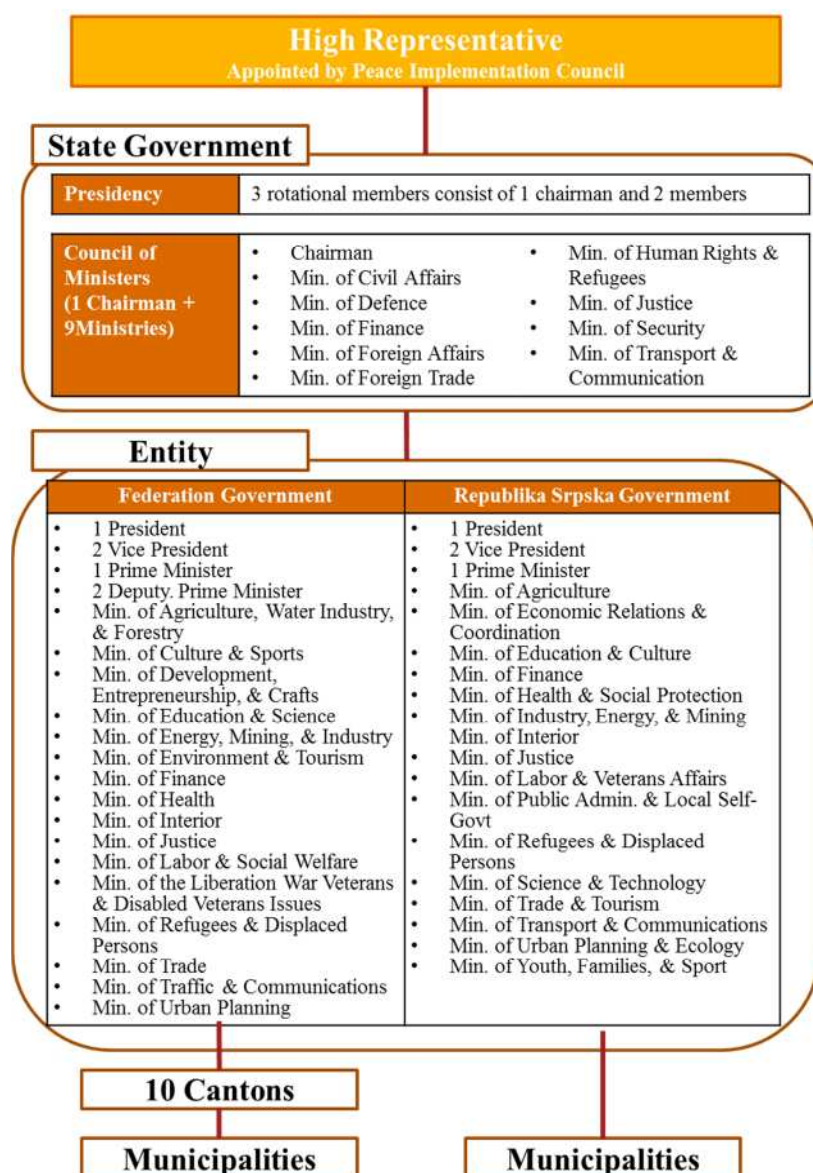 High Representative
Appointed by Peace Implementation Council
State Government
Presidency
3 rotational members consist of 1 chairman and 2 members
Council of
Ministers
(1 Chairman +
9Ministries)
• Chairman
• Min. of Civil Affairs
• Min. of Defence
• Min. of Finance
• Min. of Foreign Affairs
• Min. of Foreign Trade
• Min. of Human Rights &
Refugees
• Min. of Justice
• Min. of Security
• Min. of Transport &
Communication
Entity
Federation Government
• 1 President
• 2 Vice President
• 1 Prime Minister
• 2 Deputy. Prime Minister
• Min. of Agriculture, Water Industry,
& Forestry
• Min. of Culture & Sports
• Min. of Development,
Entrepreneurship, & Crafts
• Min. of Education & Science
• Min. of Energy, Mining, & Industry
• Min. of Environment & Tourism
• Min. of Finance
• Min. of Health
• Min. of Interior
• Min. of Justice
• Min. of Labor & Social Welfare
• Min. of the Liberation War Veterans
& Disabled Veterans Issues
• Min. of Refugees & Displaced
Persons
• Min. of Trade
• Min. of Traffic & Communications
• Min. of Urban Planning
Republika Srpska Government
• 1 President
• 2 Vice President
• 1 Prime Minister
• Min. of Agriculture
• Min. of Economic Relations &
Coordination
• Min. of Education & Culture
• Min. of Finance
• Min. of Health & Social Protection
• Min. of Industry, Energy, & Mining
Min. of Interior
• Min. of Justice
• Min. of Labor & Veterans Affairs
• Min. of Public Admin. & Local Self-
Govt
• Min. of Refugees & Displaced
Persons
• Min. of Science & Technology
• Min. of Trade & Tourism
• Min. of Transport & Communications
• Min. of Urban Planning & Ecology
• Min. of Youth, Families, & Sport
10 Cantons
Municipalities
Municipalities